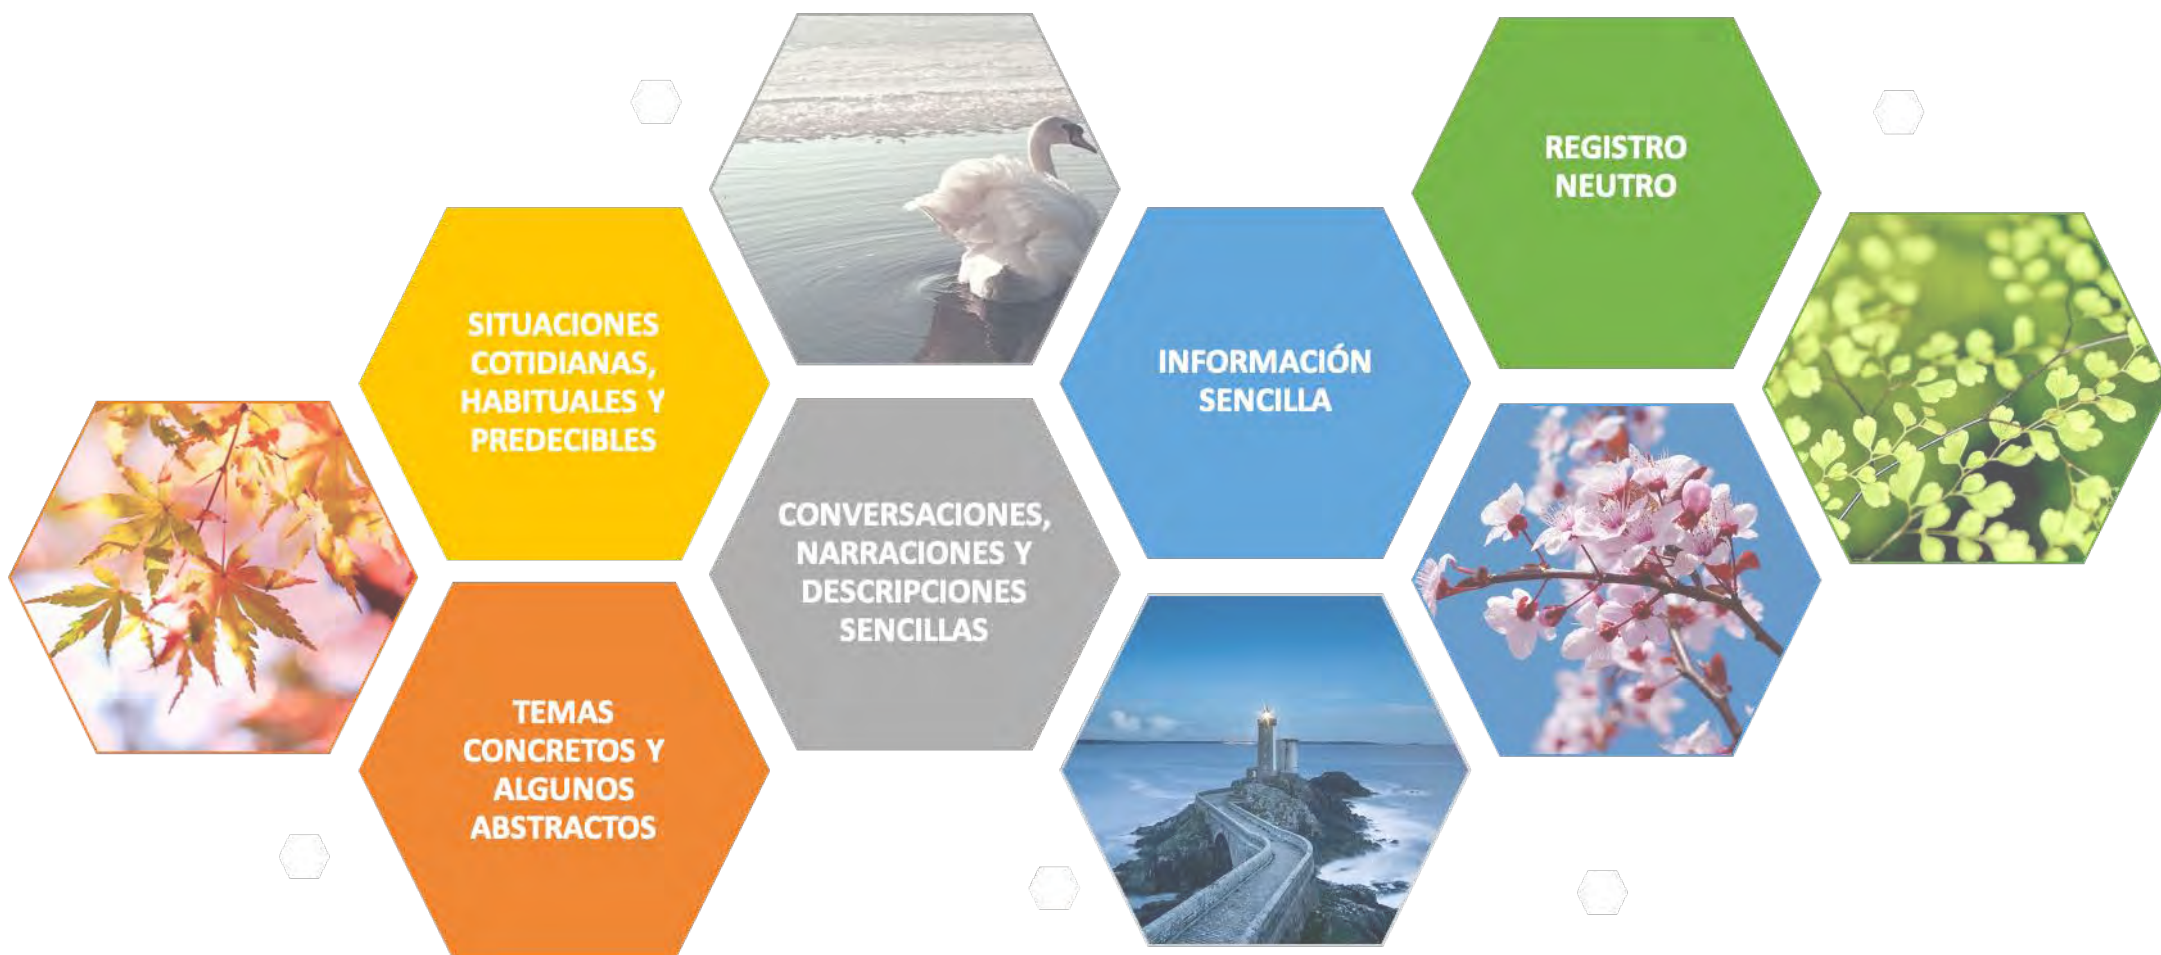 SITUACIONES
COTIDIANAS,
HABITUALES Y
PREDECIBLES
TEMAS
CONCRETOS Y
ALGUNOS
ABSTRACTOS
CONVERSACIONES,
NARRACIONES Y
DESCRIPCIONES
SENCILLAS
INFORMACIÓN
SENCILLA
REGISTRO
NEUTRO